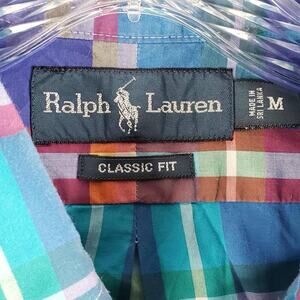 Ralph Lauren
MADE IN
SRI LANKA
M
CLASSIC FIT